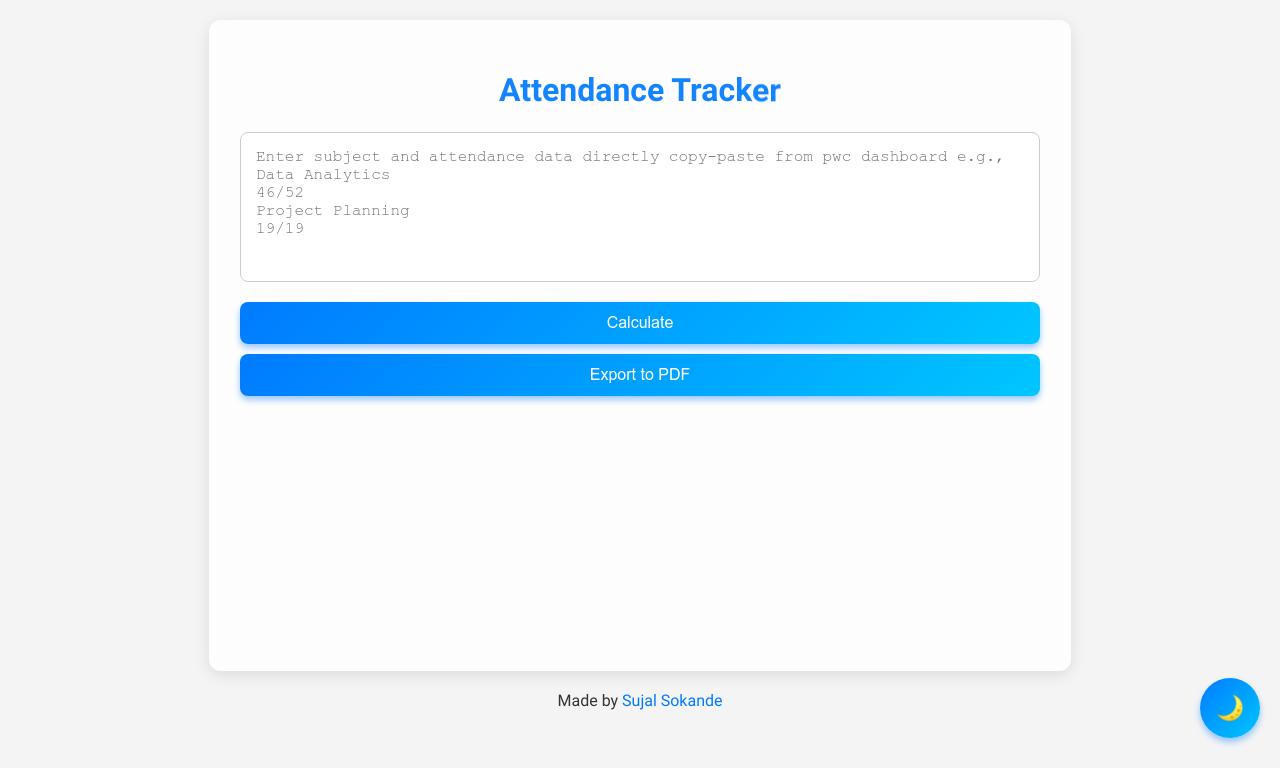 Attendance Tracker
Enter subject and attendance data directly copy-paste from pwc dashboard e.g.,
Data Analytics
46/52
Project Planning
19/19
Calculate
Export to PDF
Made by Sujal Sokande